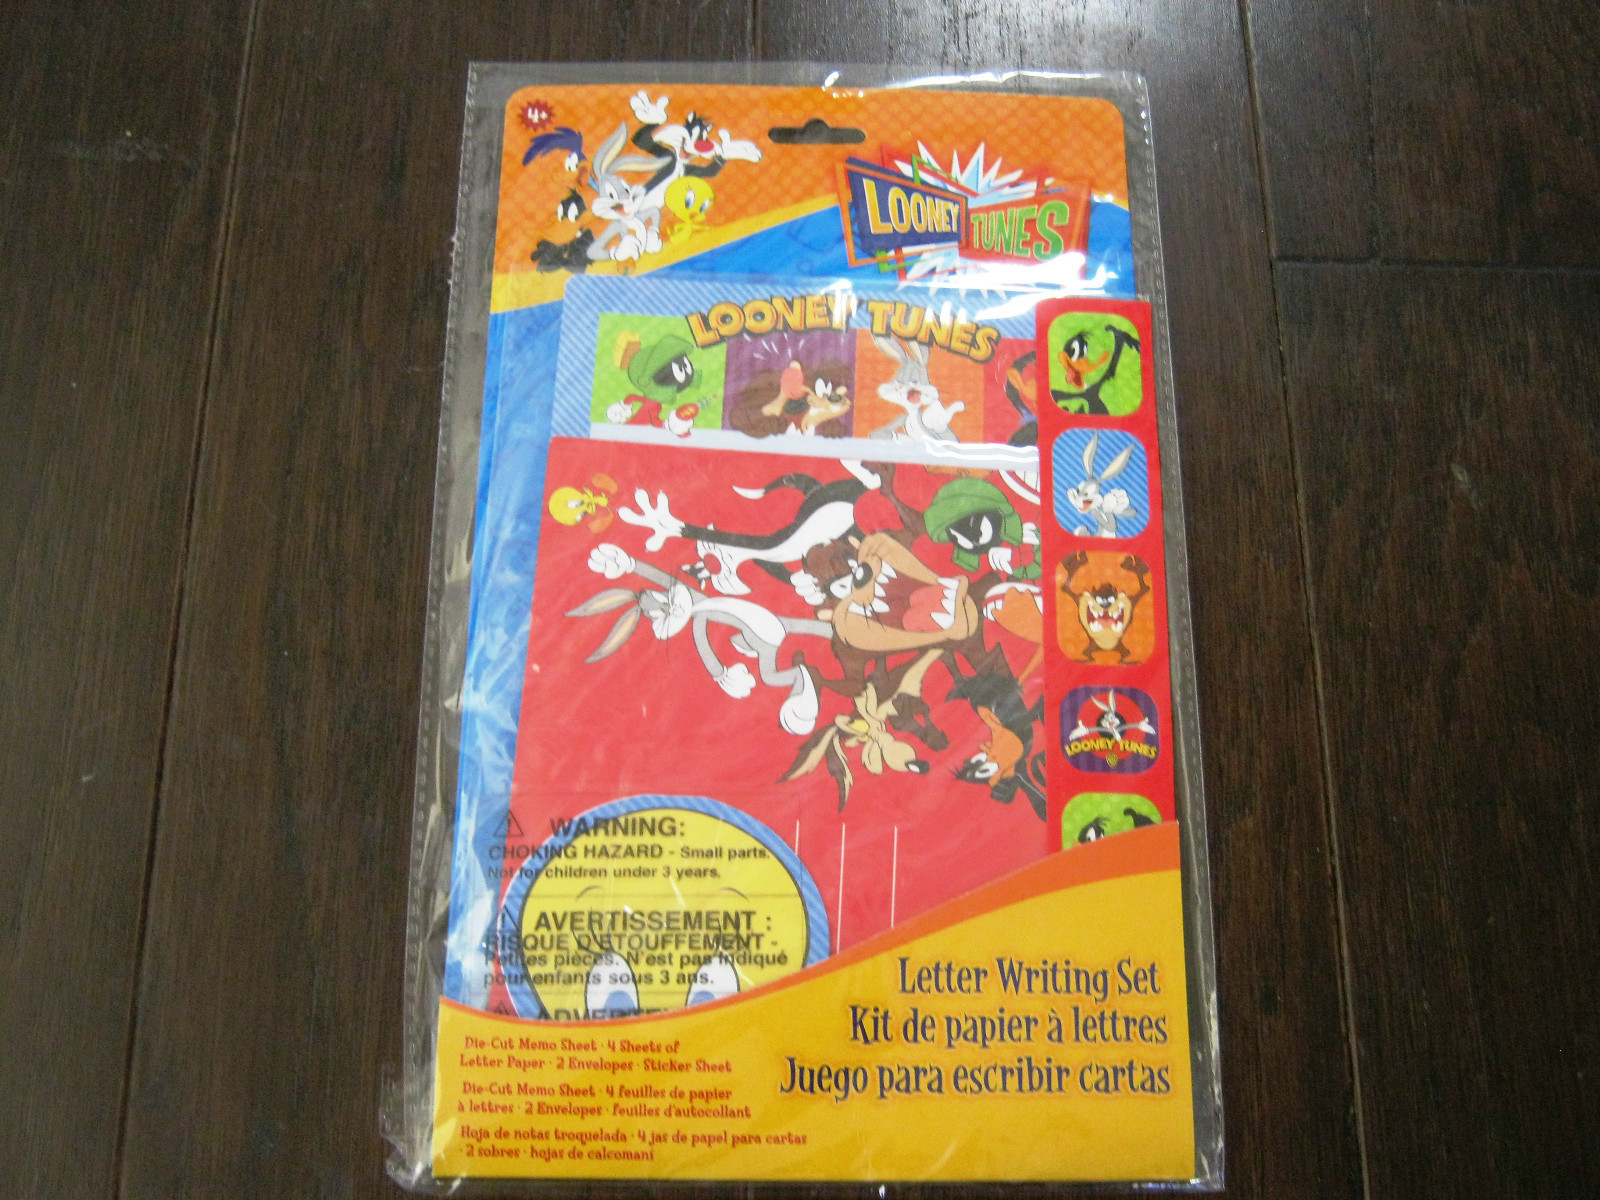 4+
LOONEY TUNES
LOONEY TUNES
LOONEY TUNES
WARNING:
CHOKING HAZARD - Small parts.
Not for children under 3 years.
AVERTISSEMENT :
RISQUE D'ÉTOUFFEMENT -
Petites pièces. N'est pas indiqué
pour enfants sous 3 ans.
Letter Writing Set
Kit de papier à lettres
Juego para escribir cartas
Die-Cut Memo Sheet · 4 Sheets of
Letter Paper · 2 Envelopes · Sticker Sheet
Die-Cut Memo Sheet · 4 feuilles de papier
à lettres · 2 Envelopes · feuilles d'autocollant
Hoja de notas troquelada · 4 jas de papel para cartas
· 2 sobres · hojas de calcomaní